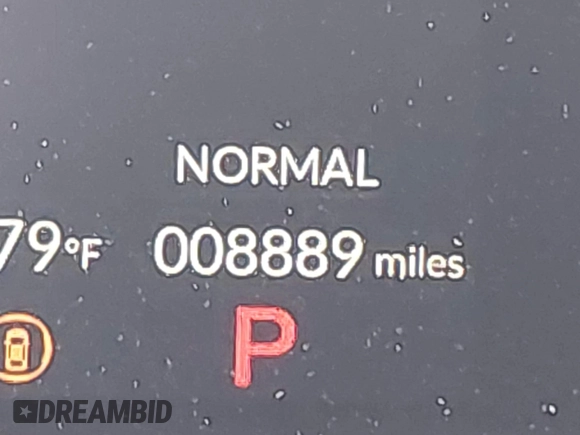 NORMAL
79°F 008889 miles
P
DREAMBID